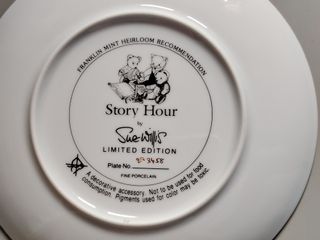 FRANKLIN MINT HEIRLOOM RECOMMENDATION
Story Hour
by
Sue Willis
LIMITED EDITION
Plate No.
FINE PORCELAIN
A decorative accessory. Not to be used for food
consumption. Pigments used for color may be toxic.